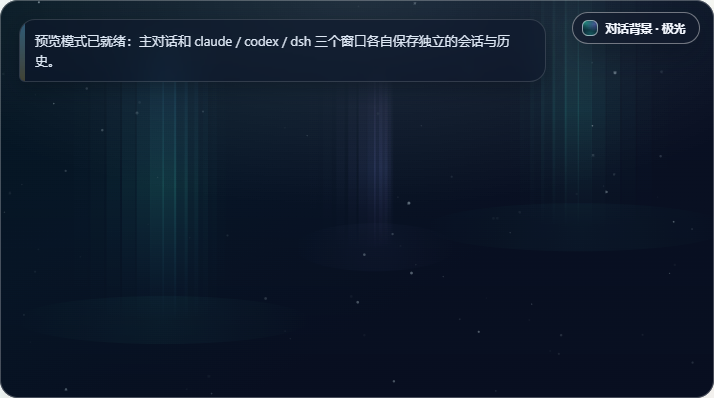 预览模式已就绪：主对话和 claude / codex / dsh 三个窗口各自保存独立的会话与历
史。
对话背景 · 极光